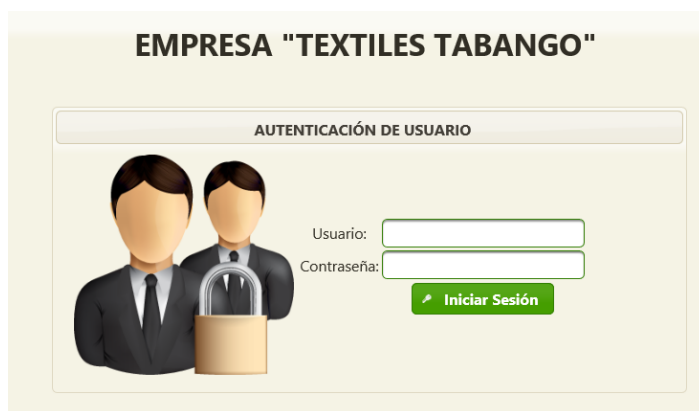 EMPRESA "TEXTILES TABANGO"
AUTENTICACIÓN DE USUARIO
Usuario:
Contraseña:
Iniciar Sesión